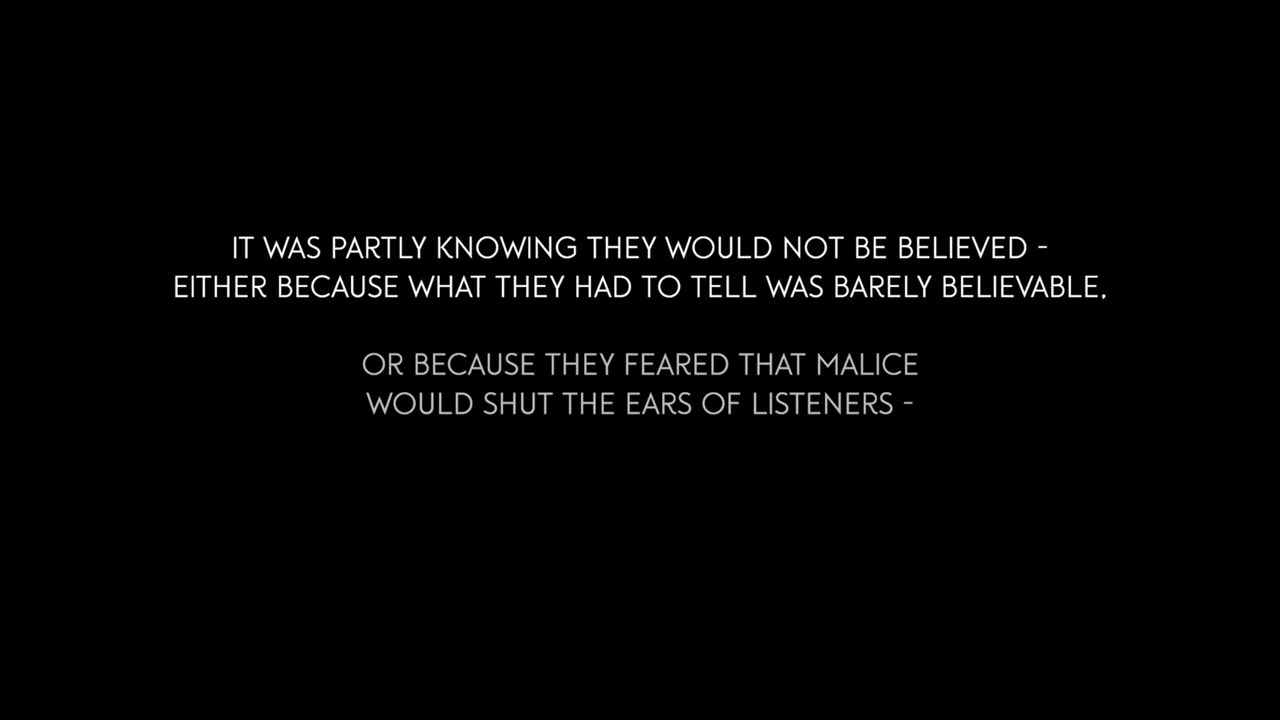 IT WAS PARTLY KNOWING THEY WOULD NOT BE BELIEVED -
EITHER BECAUSE WHAT THEY HAD TO TELL WAS BARELY BELIEVABLE,
OR BECAUSE THEY FEARED THAT MALICE
WOULD SHUT THE EARS OF LISTENERS -